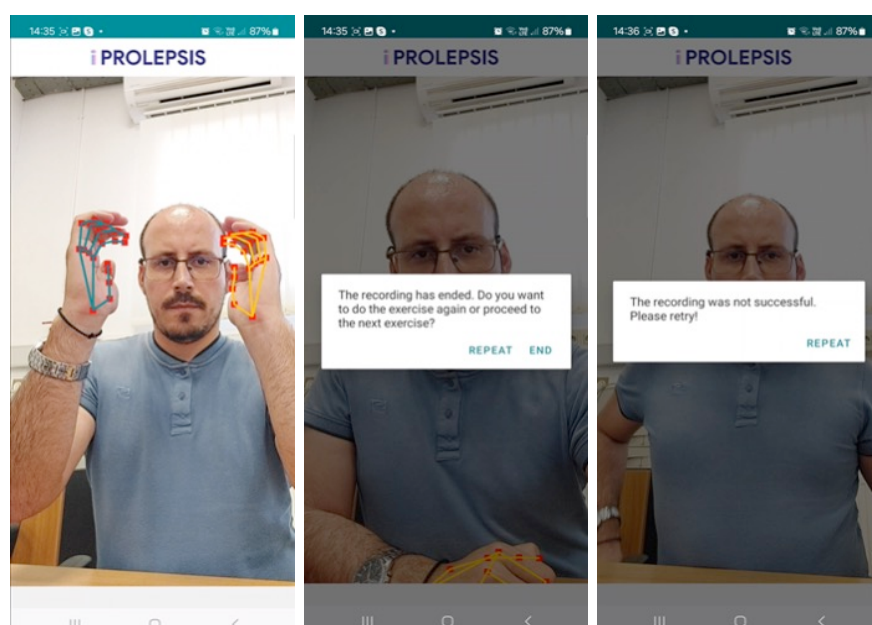 14:35
87%
iPROLEPSIS
14:35
87%
iPROLEPSIS
The recording has ended. Do you want
to do the exercise again or proceed to
the next exercise?
REPEAT END
14:36
87%
iPROLEPSIS
The recording was not successful.
Please retry!
REPEAT